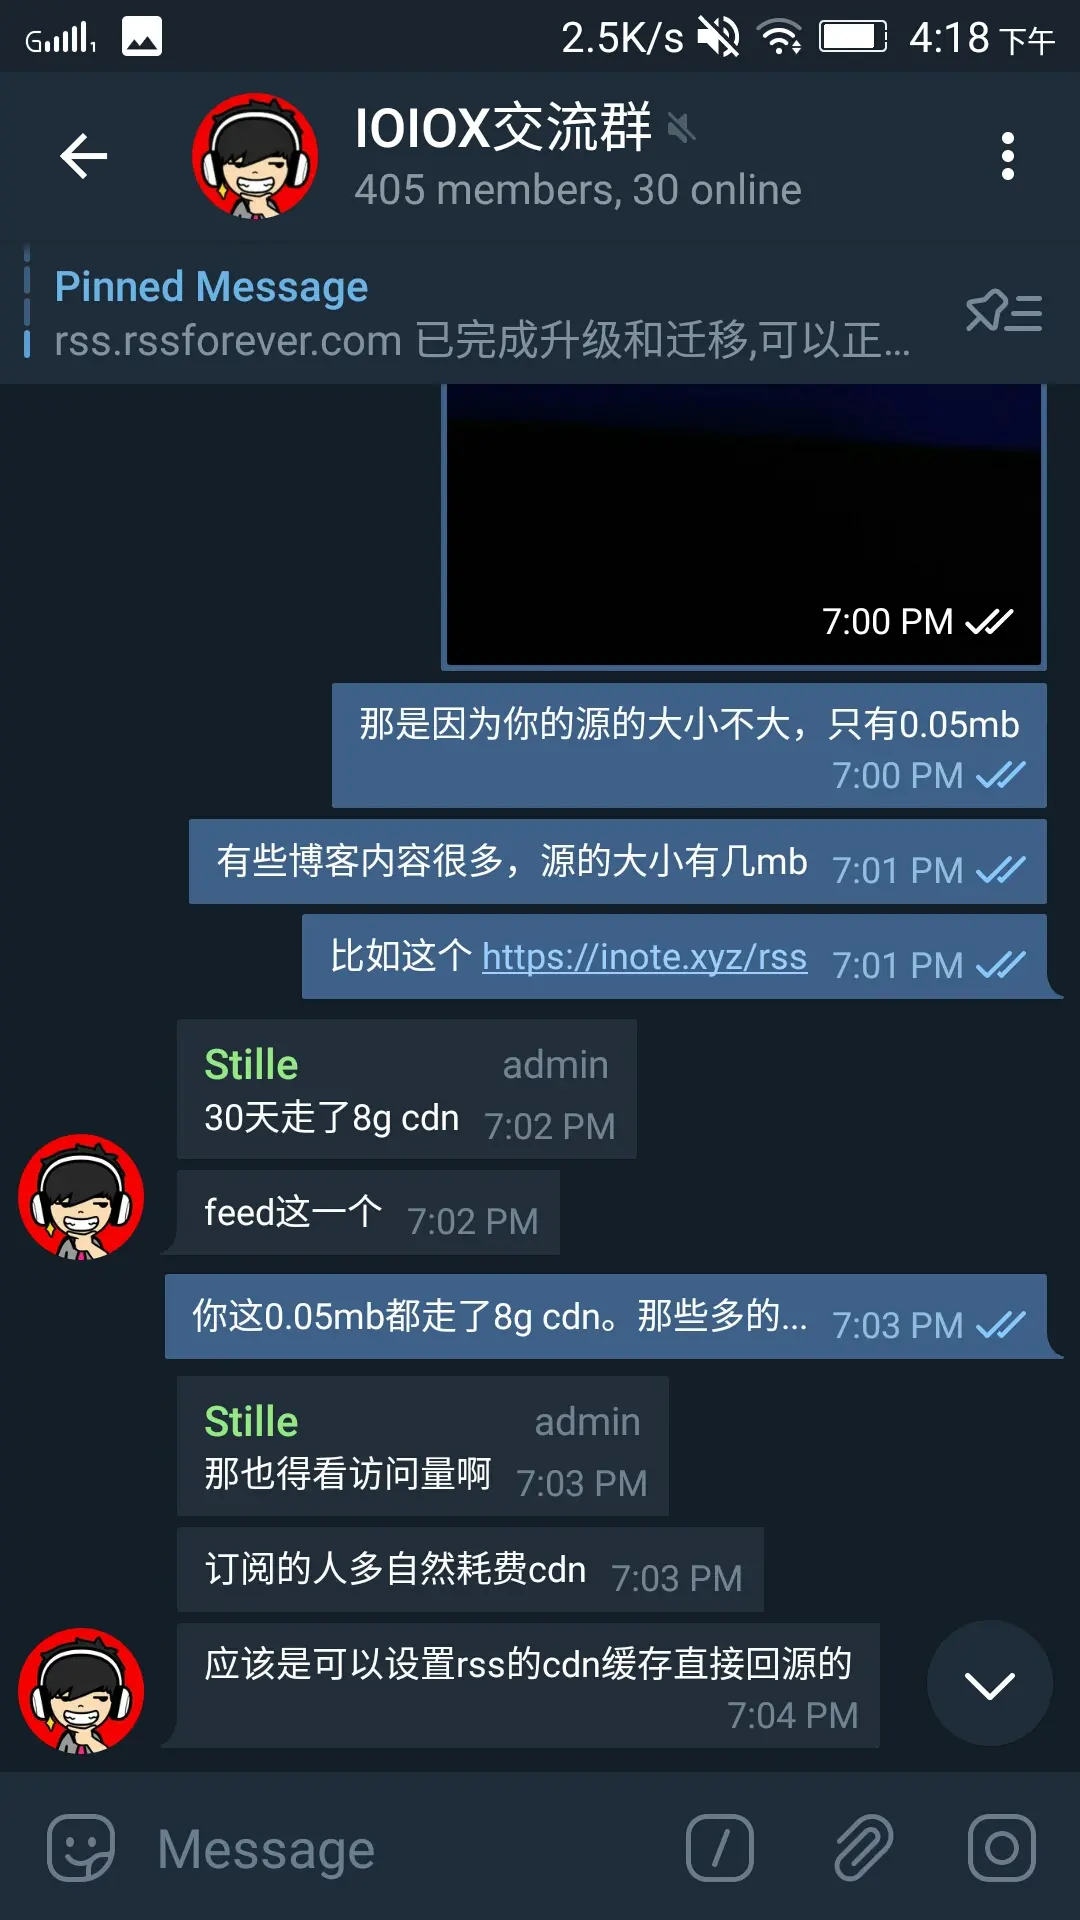 G 1 2.5K/s 4:18 下午
IOIOX交流群
405 members, 30 online
Pinned Message
rss.rssforever.com 已完成升级和迁移,可以正...
7:00 PM
那是因为你的源的大小不大，只有0.05mb
7:00 PM
有些博客内容很多，源的大小有几mb 7:01 PM
比如这个 https://inote.xyz/rss 7:01 PM
Stille admin
30天走了8g cdn 7:02 PM
feed这一个 7:02 PM
你这0.05mb都走了8g cdn。那些多的... 7:03 PM
Stille admin
那也得看访问量啊 7:03 PM
订阅的人多自然耗费cdn 7:03 PM
应该是可以设置rss的cdn缓存直接回源的
7:04 PM
Message